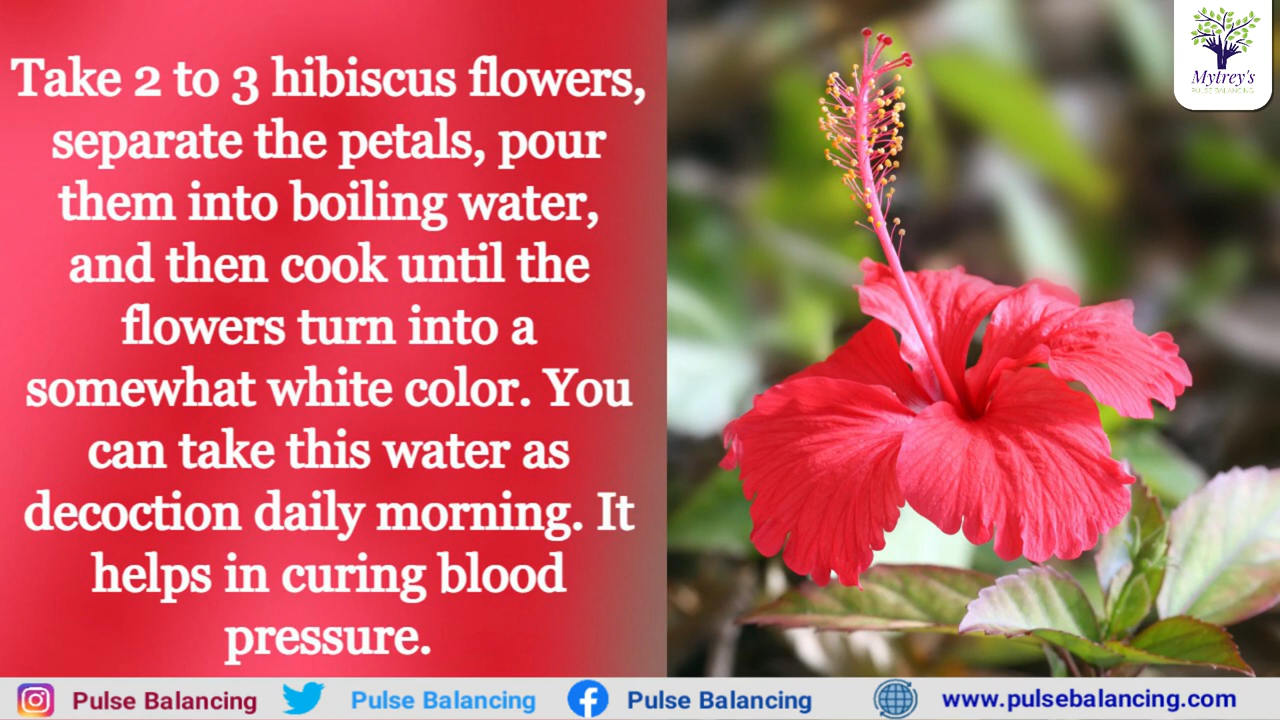 Take 2 to 3 hibiscus flowers,
separate the petals, pour
them into boiling water,
and then cook until the
flowers turn into a
somewhat white color. You
can take this water as
decoction daily morning. It
helps in curing blood
pressure.
Mytrey's
PULSE BALANCING
Pulse Balancing
Pulse Balancing
Pulse Balancing
www.pulsebalancing.com